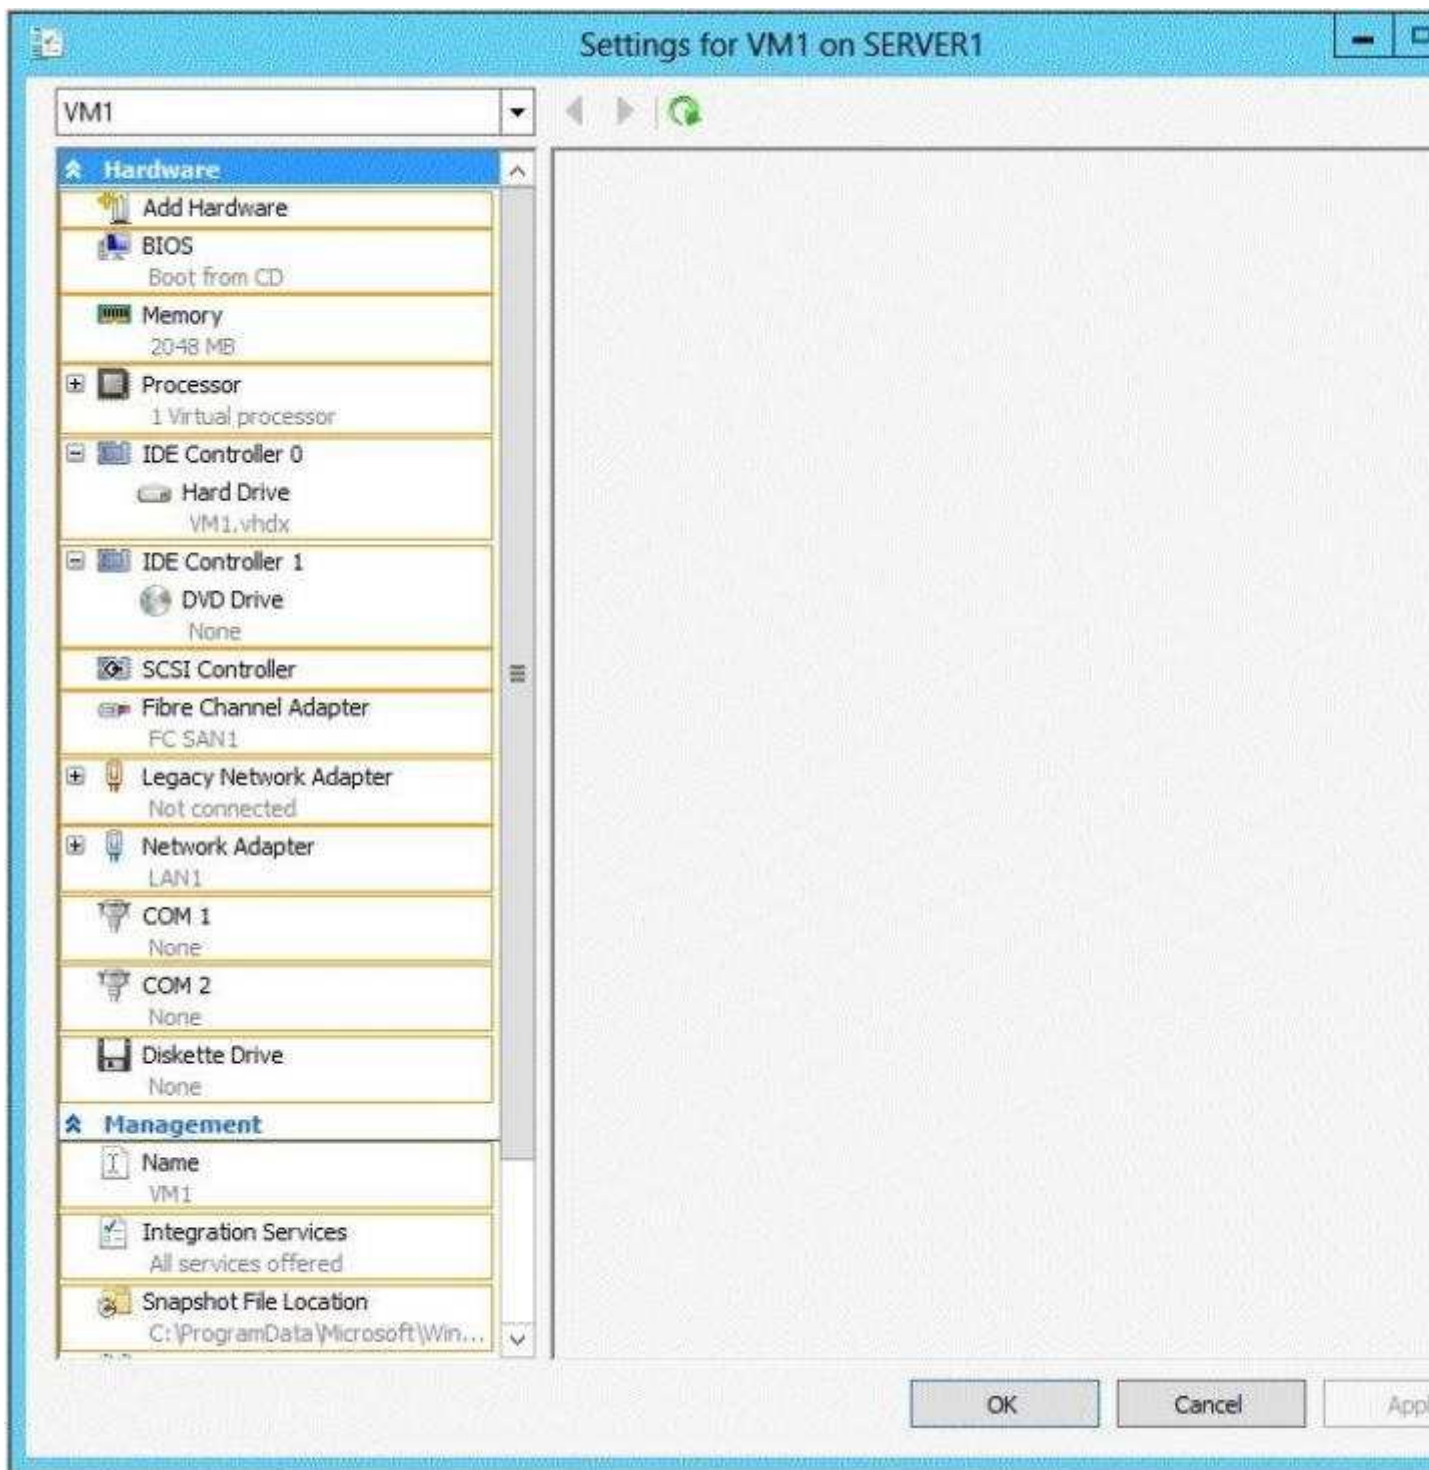 Settings for VM1 on SERVER1
VM1
Hardware
Add Hardware
BIOS
Boot from CD
Memory
2048 MB
Processor
1 Virtual processor
IDE Controller 0
Hard Drive
VM1.vhdx
IDE Controller 1
DVD Drive
None
SCSI Controller
Fibre Channel Adapter
FC SAN1
Legacy Network Adapter
Not connected
Network Adapter
LAN1
COM 1
None
COM 2
None
Diskette Drive
None
Management
Name
VM1
Integration Services
All services offered
Snapshot File Location
C:\ProgramData\Microsoft\Win...
OK
Cancel
Appl